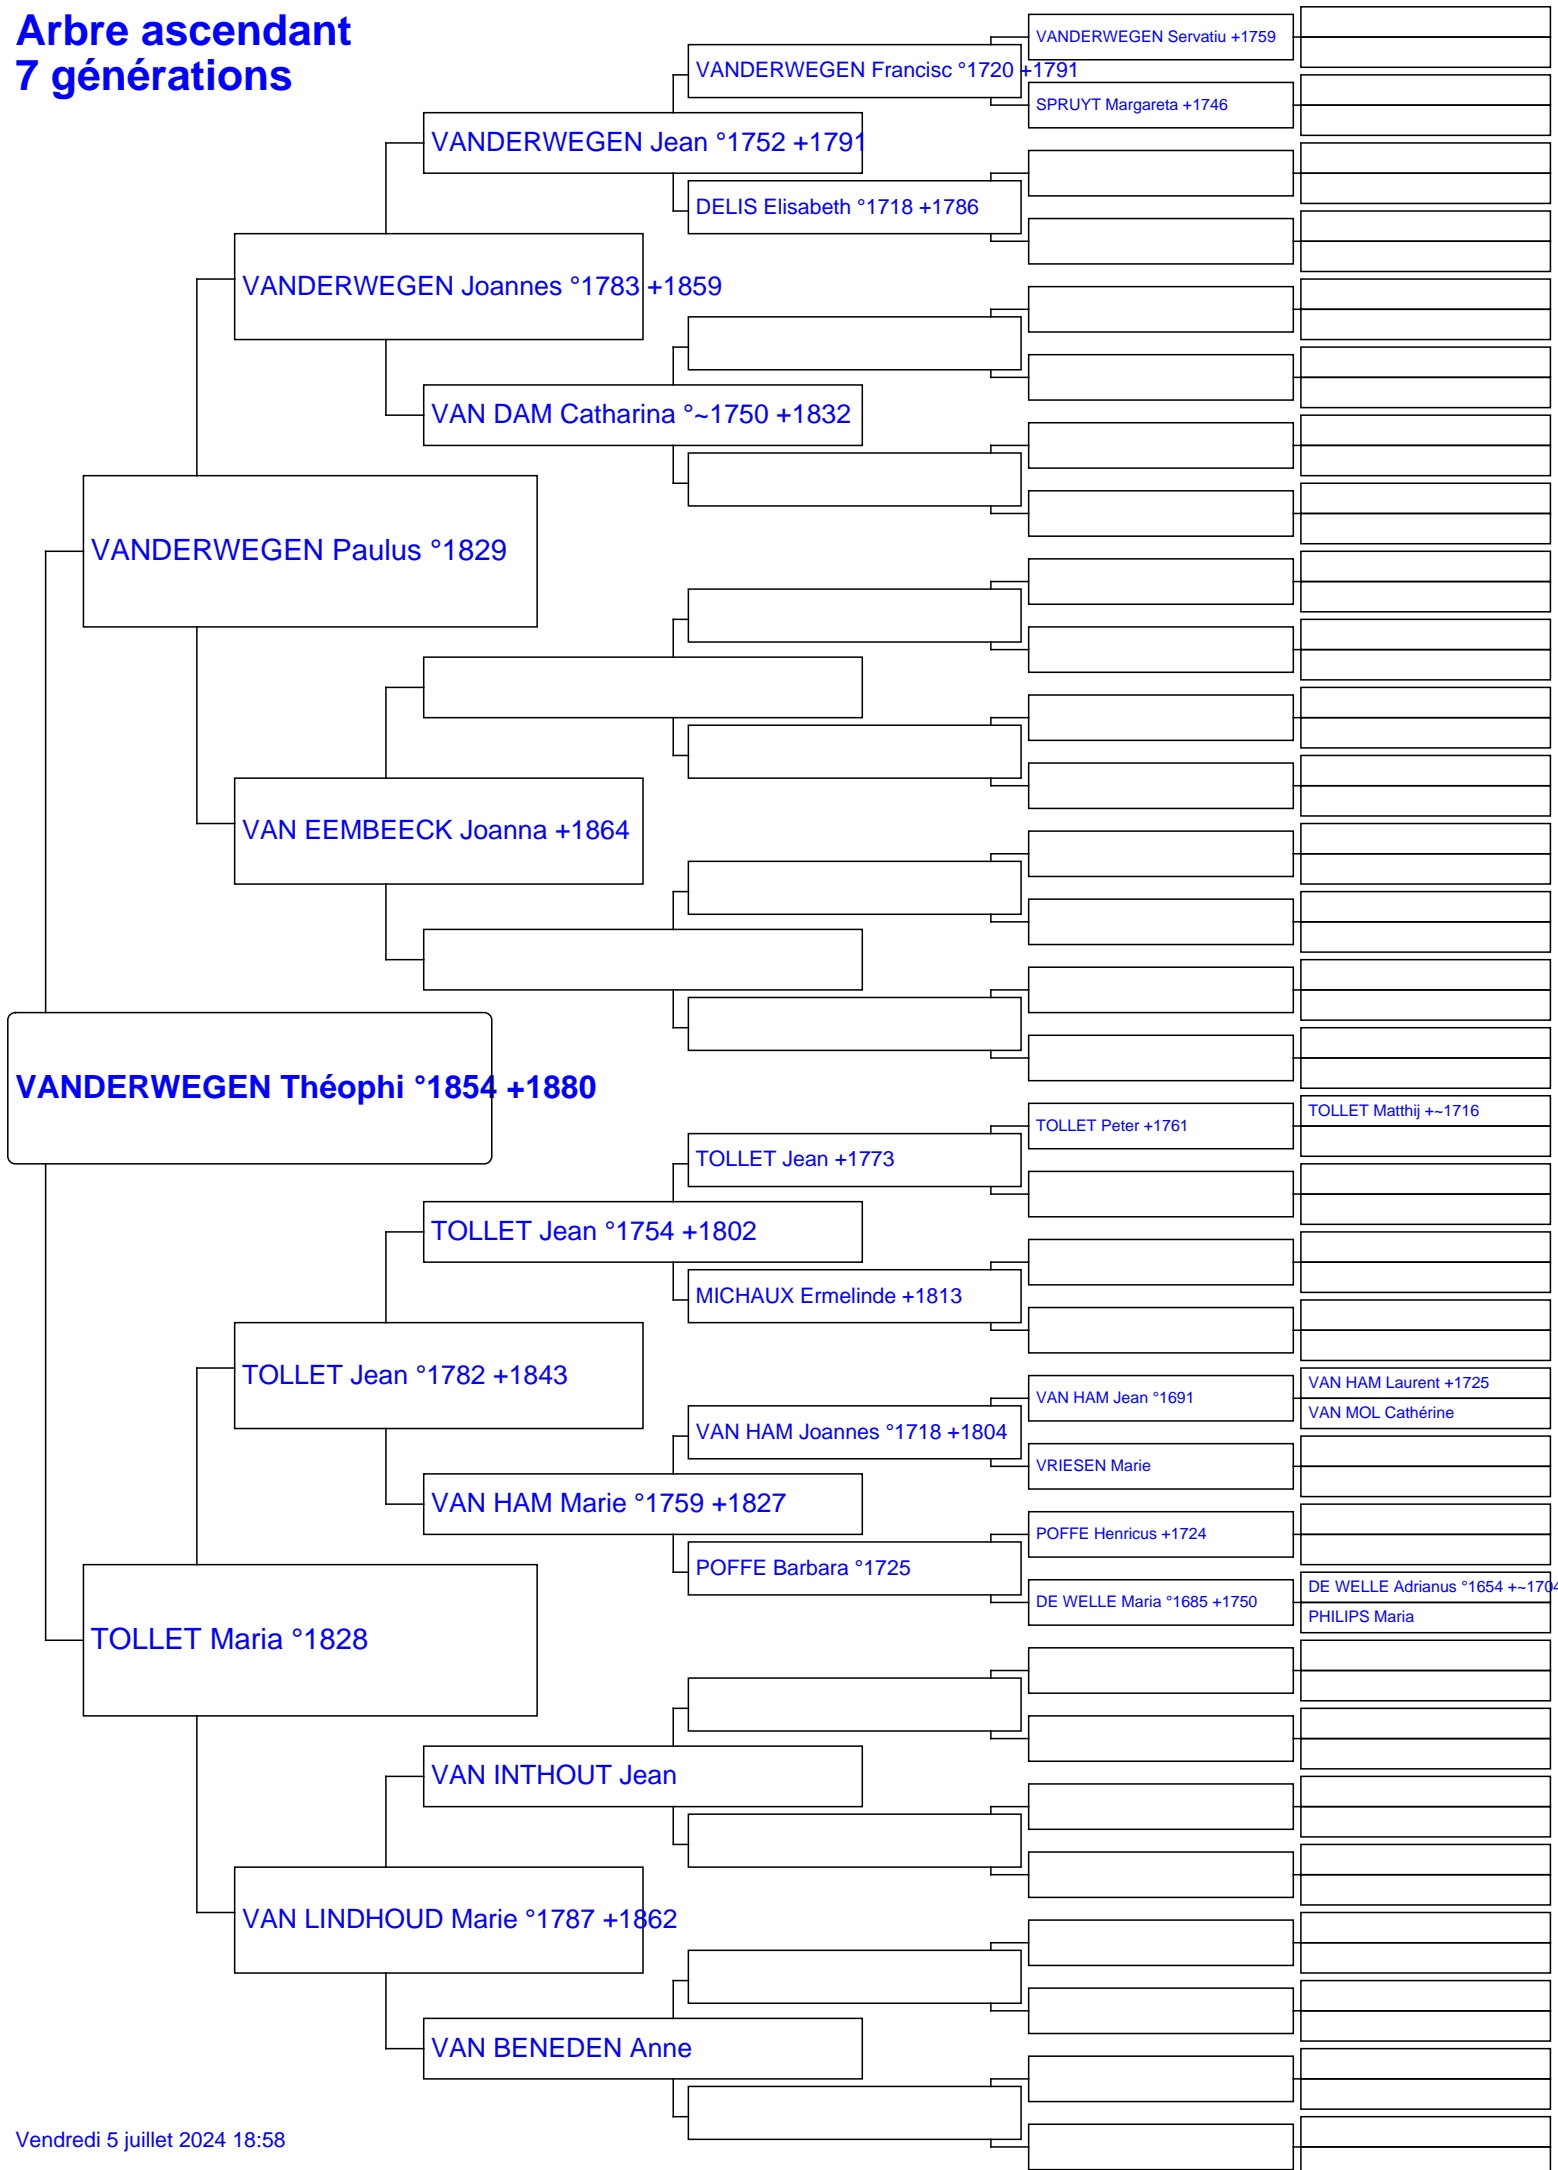 Arbre ascendant
7 générations
VANDERWEGEN Servatiu +1759
VANDERWEGEN Francisc °1720 +1791
SPRUYT Margareta +1746
VANDERWEGEN Jean °1752 +1791
DELIS Elisabeth °1718 +1786
VANDERWEGEN Joannes °1783 +1859
VAN DAM Catharina °~1750 +1832
VANDERWEGEN Paulus °1829
VAN EEMBEECK Joanna +1864
VANDERWEGEN Théophi °1854 +1880
TOLLET Matthij +~1716
TOLLET Peter +1761
TOLLET Jean +1773
TOLLET Jean °1754 +1802
MICHAUX Ermelinde +1813
TOLLET Jean °1782 +1843
VAN HAM Laurent +1725
VAN HAM Jean °1691
VAN MOL Cathérine
VAN HAM Joannes °1718 +1804
VRIESEN Marie
VAN HAM Marie °1759 +1827
POFFE Henricus +1724
POFFE Barbara °1725
DE WELLE Adrianus °1654 +~1704
DE WELLE Maria °1685 +1750
PHILIPS Maria
TOLLET Maria °1828
VAN INTHOUT Jean
VAN LINDHOUD Marie °1787 +1862
VAN BENEDEN Anne
Vendredi 5 juillet 2024 18:58